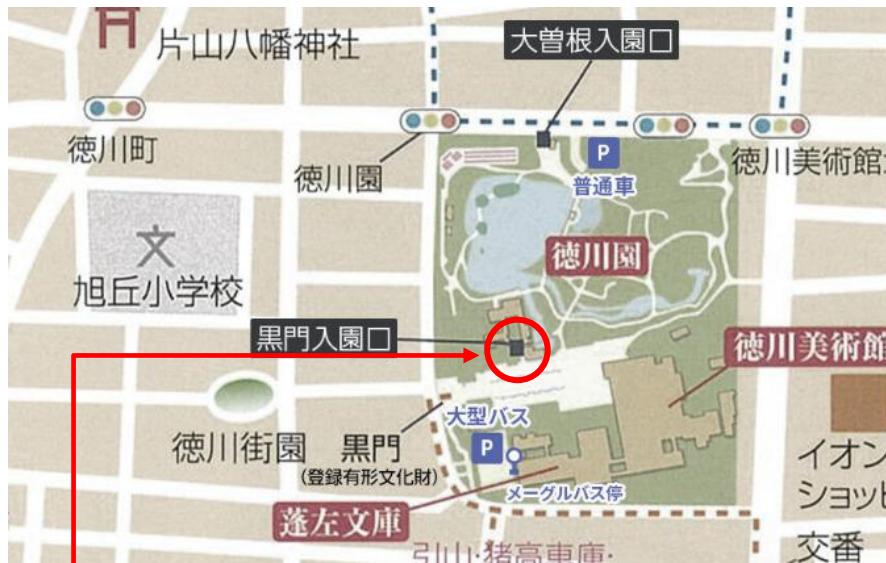 片山八幡神社
大曽根入園口
徳川町
徳川園
P
普通車
徳川美術館
文
旭丘小学校
徳川園
黒門入園口
徳川美術館
大型バス
P
徳川街園
黒門
(登録有形文化財)
メーグルバス停
蓬左文庫
イオン
ショッピ
交番
引山・猪高車庫・